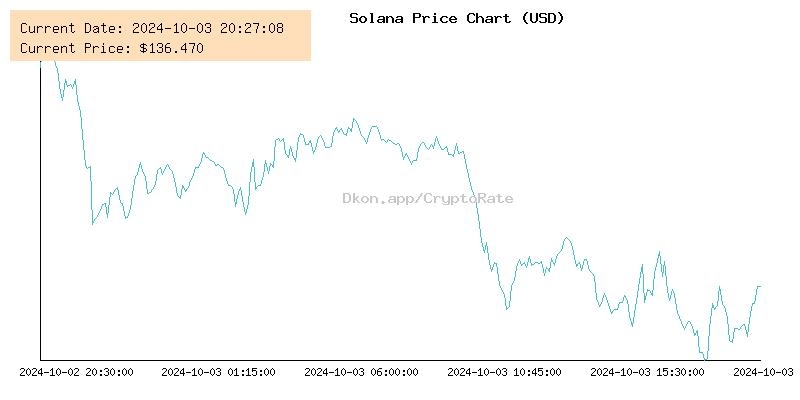 Solana Price Chart (USD)
Current Date: 2024-10-03 20:27:08
Current Price: $136.470
Dkon.app/CryptoRate
2024-10-02 20:30:00 2024-10-03 01:15:00 2024-10-03 06:00:00 2024-10-03 10:45:00 2024-10-03 15:30:00 2024-10-03